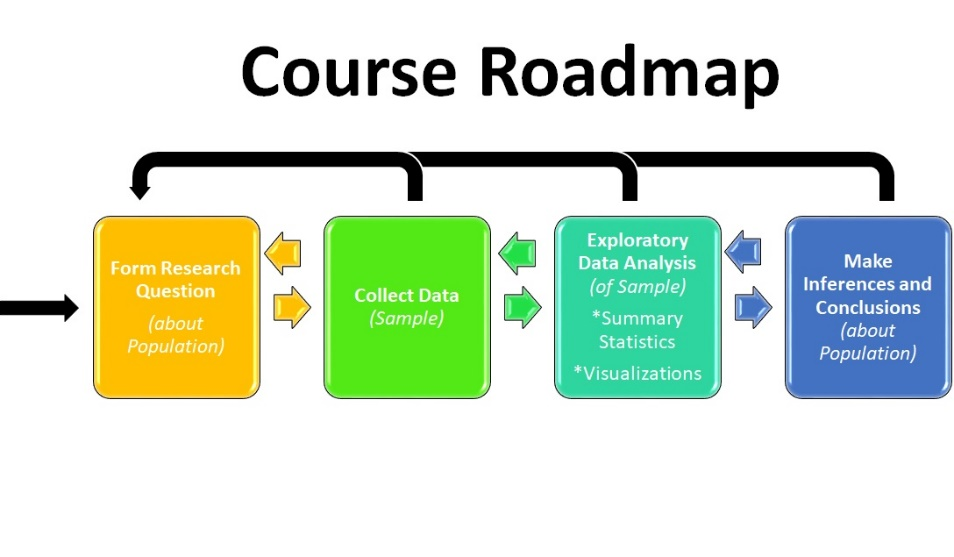 Course Roadmap
Form Research
Question
(about
Population)
Collect Data
(Sample)
Exploratory
Data Analysis
(of Sample)
*Summary
Statistics
*Visualizations
Make
Inferences and
Conclusions
(about
Population)